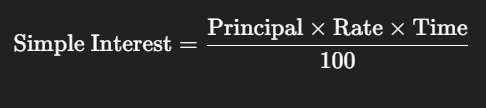 Simple Interest = Principal × Rate × Time
100